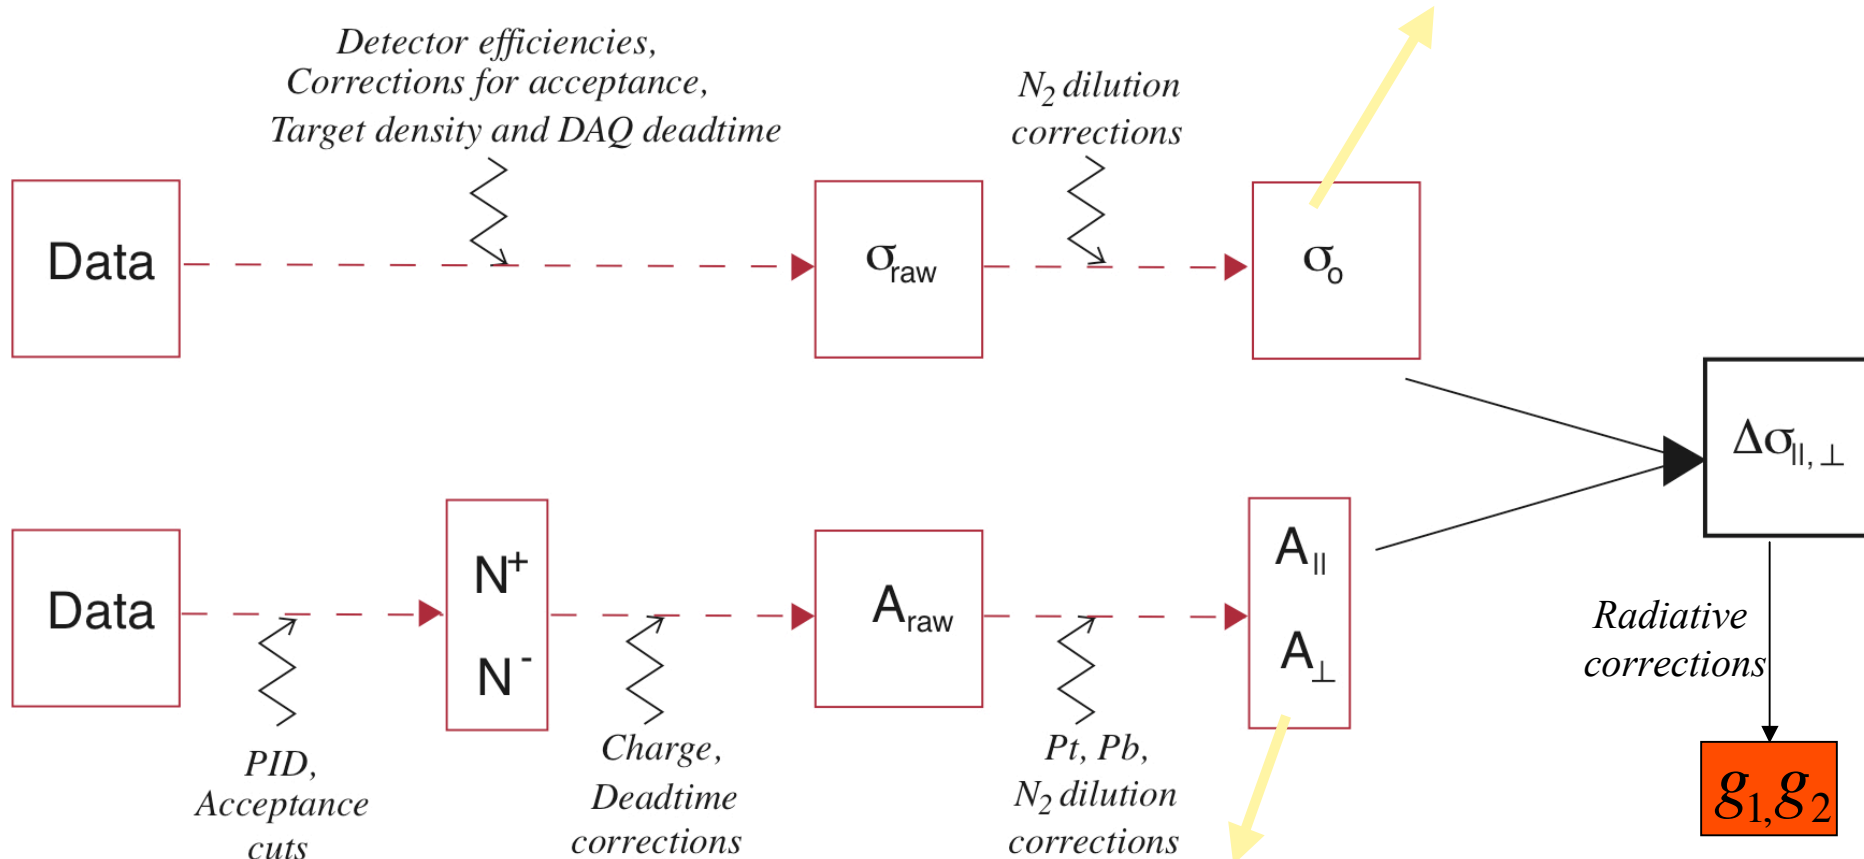 Detector efficiencies,
Corrections for acceptance,
Target density and DAQ deadtime
N₂ dilution
corrections
Data
σraw
σo
Δσ||, ⊥
Data
N⁺
N⁻
Araw
A||
A⊥
PID,
Acceptance
cuts
Charge,
Deadtime
corrections
Pt, Pb,
N₂ dilution
corrections
Radiative
corrections
g₁,g₂